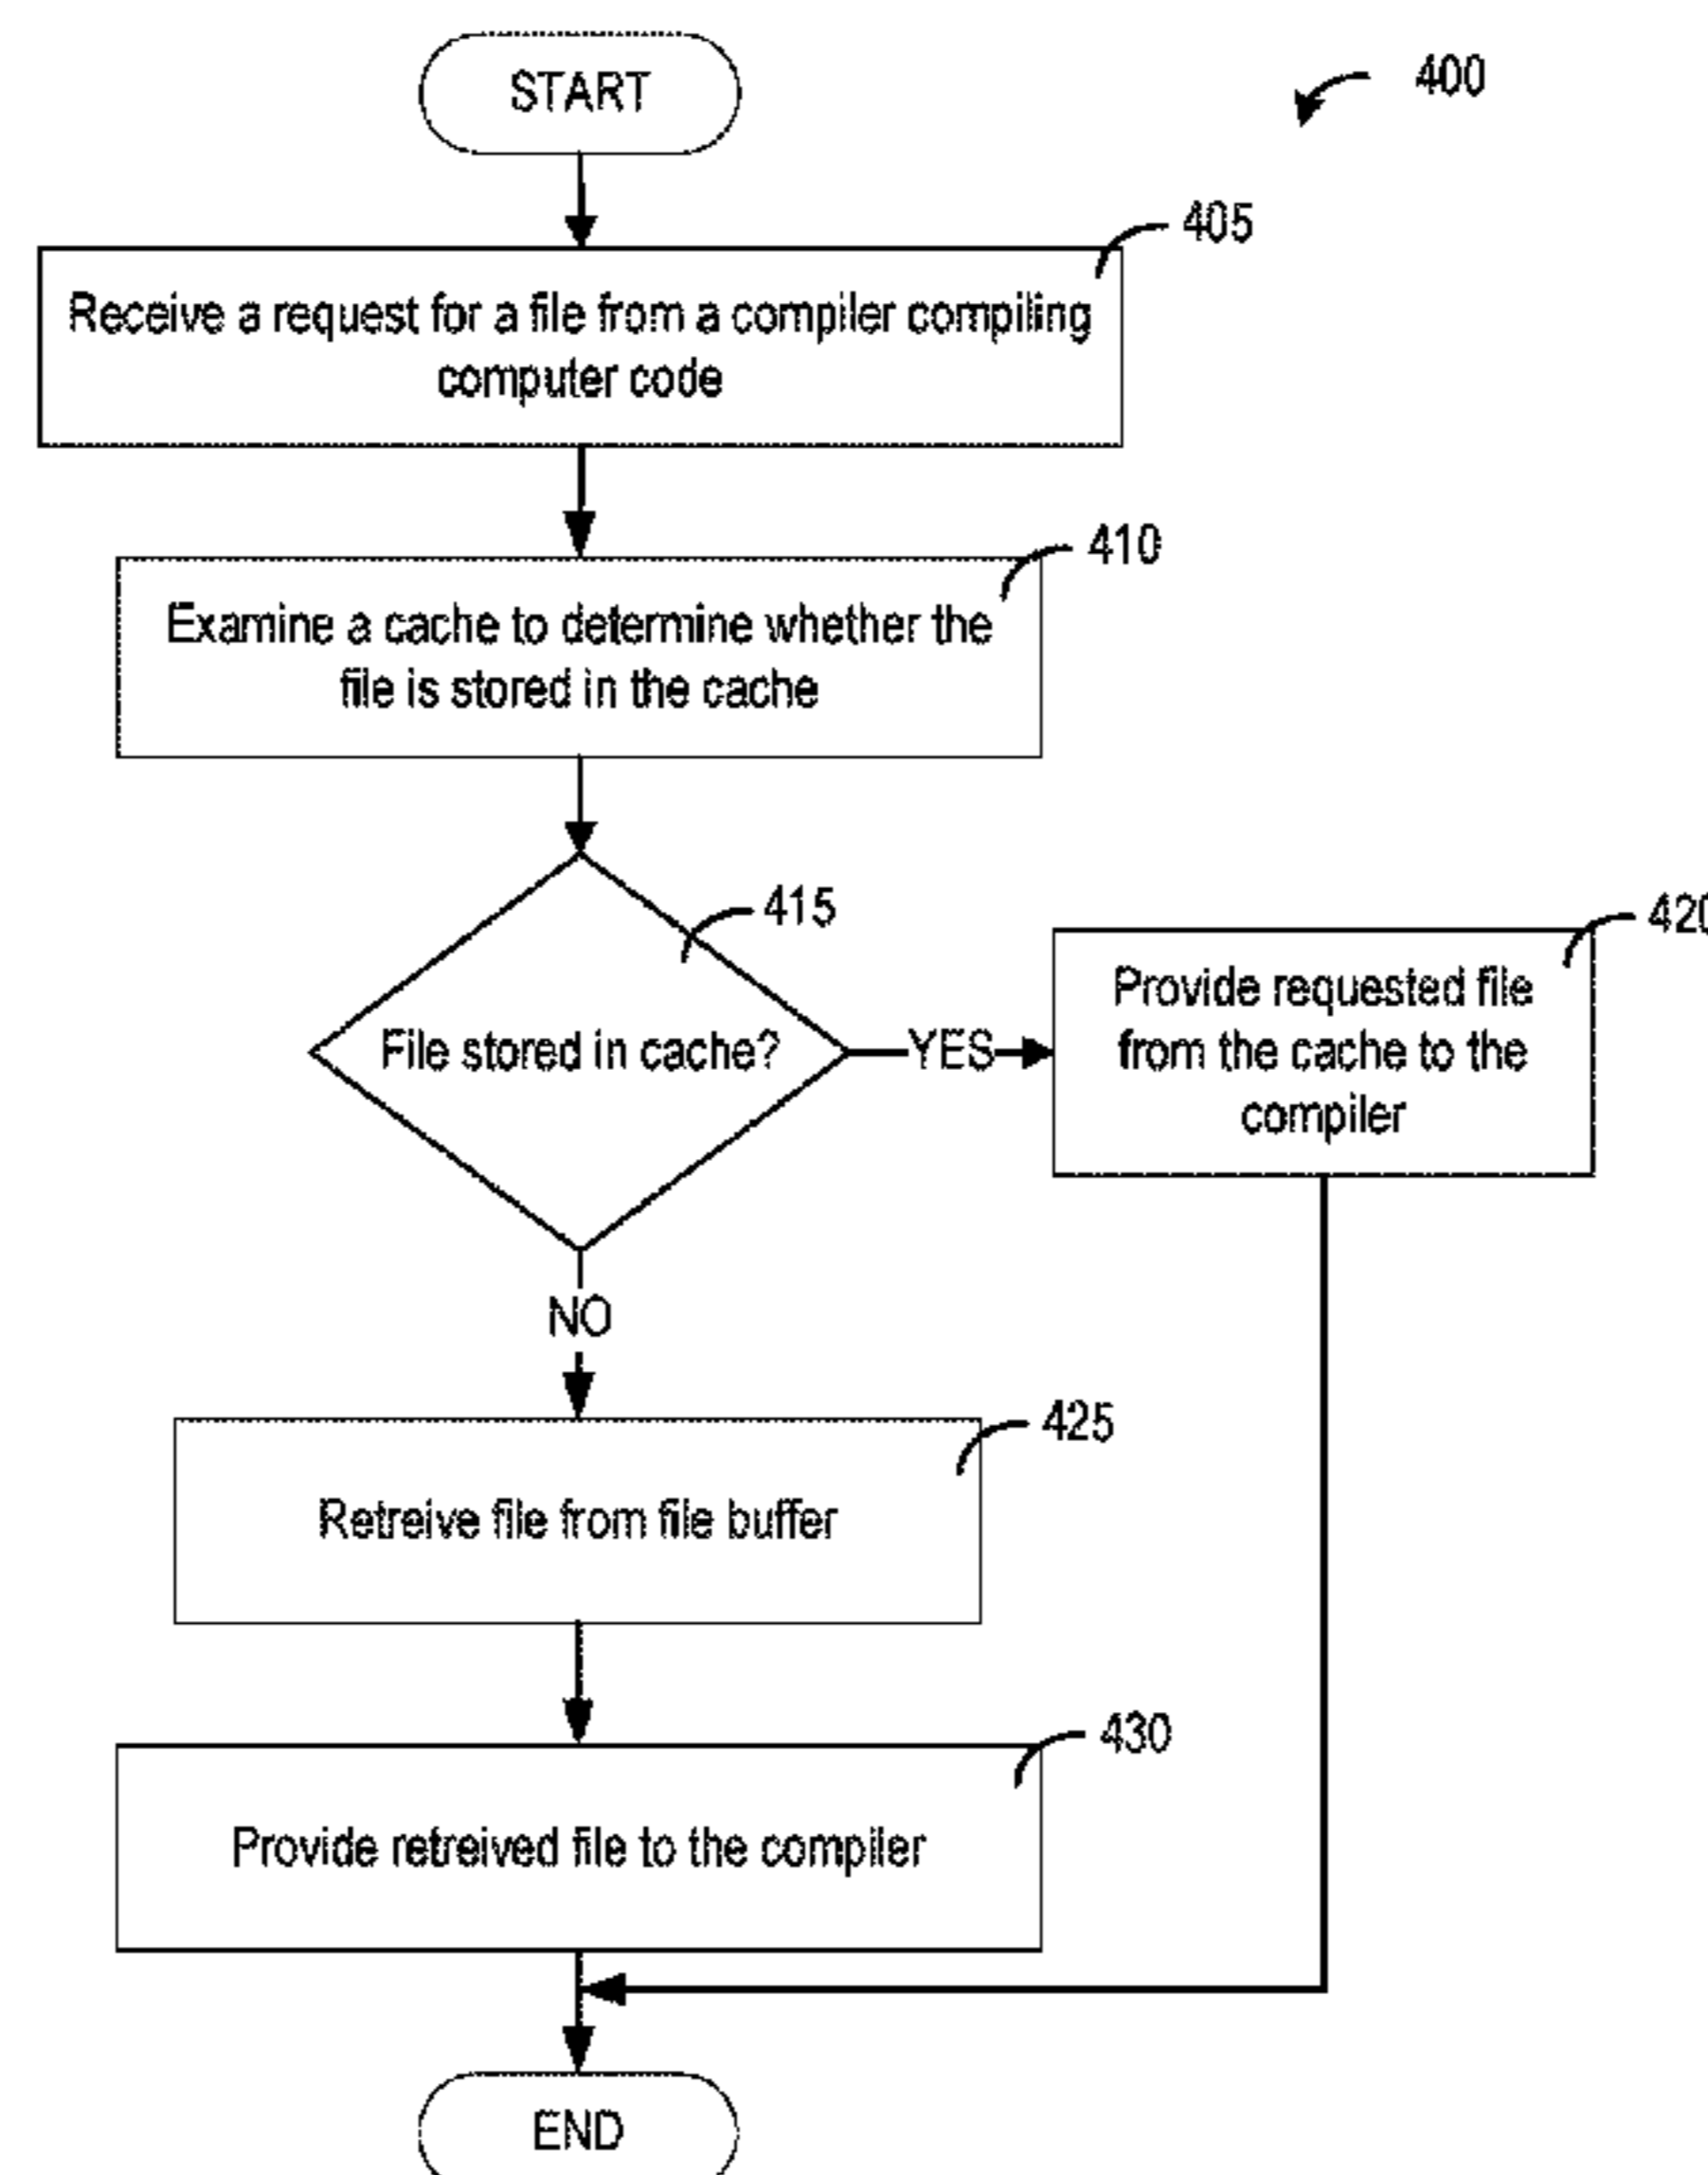 START
400
405
Receive a request for a file from a compiler compiling
computer code
410
Examine a cache to determine whether the
file is stored in the cache
415
File stored in cache?
YES
420
Provide requested file
from the cache to the
compiler
NO
425
Retreive file from file buffer
430
Provide retreived file to the compiler
END